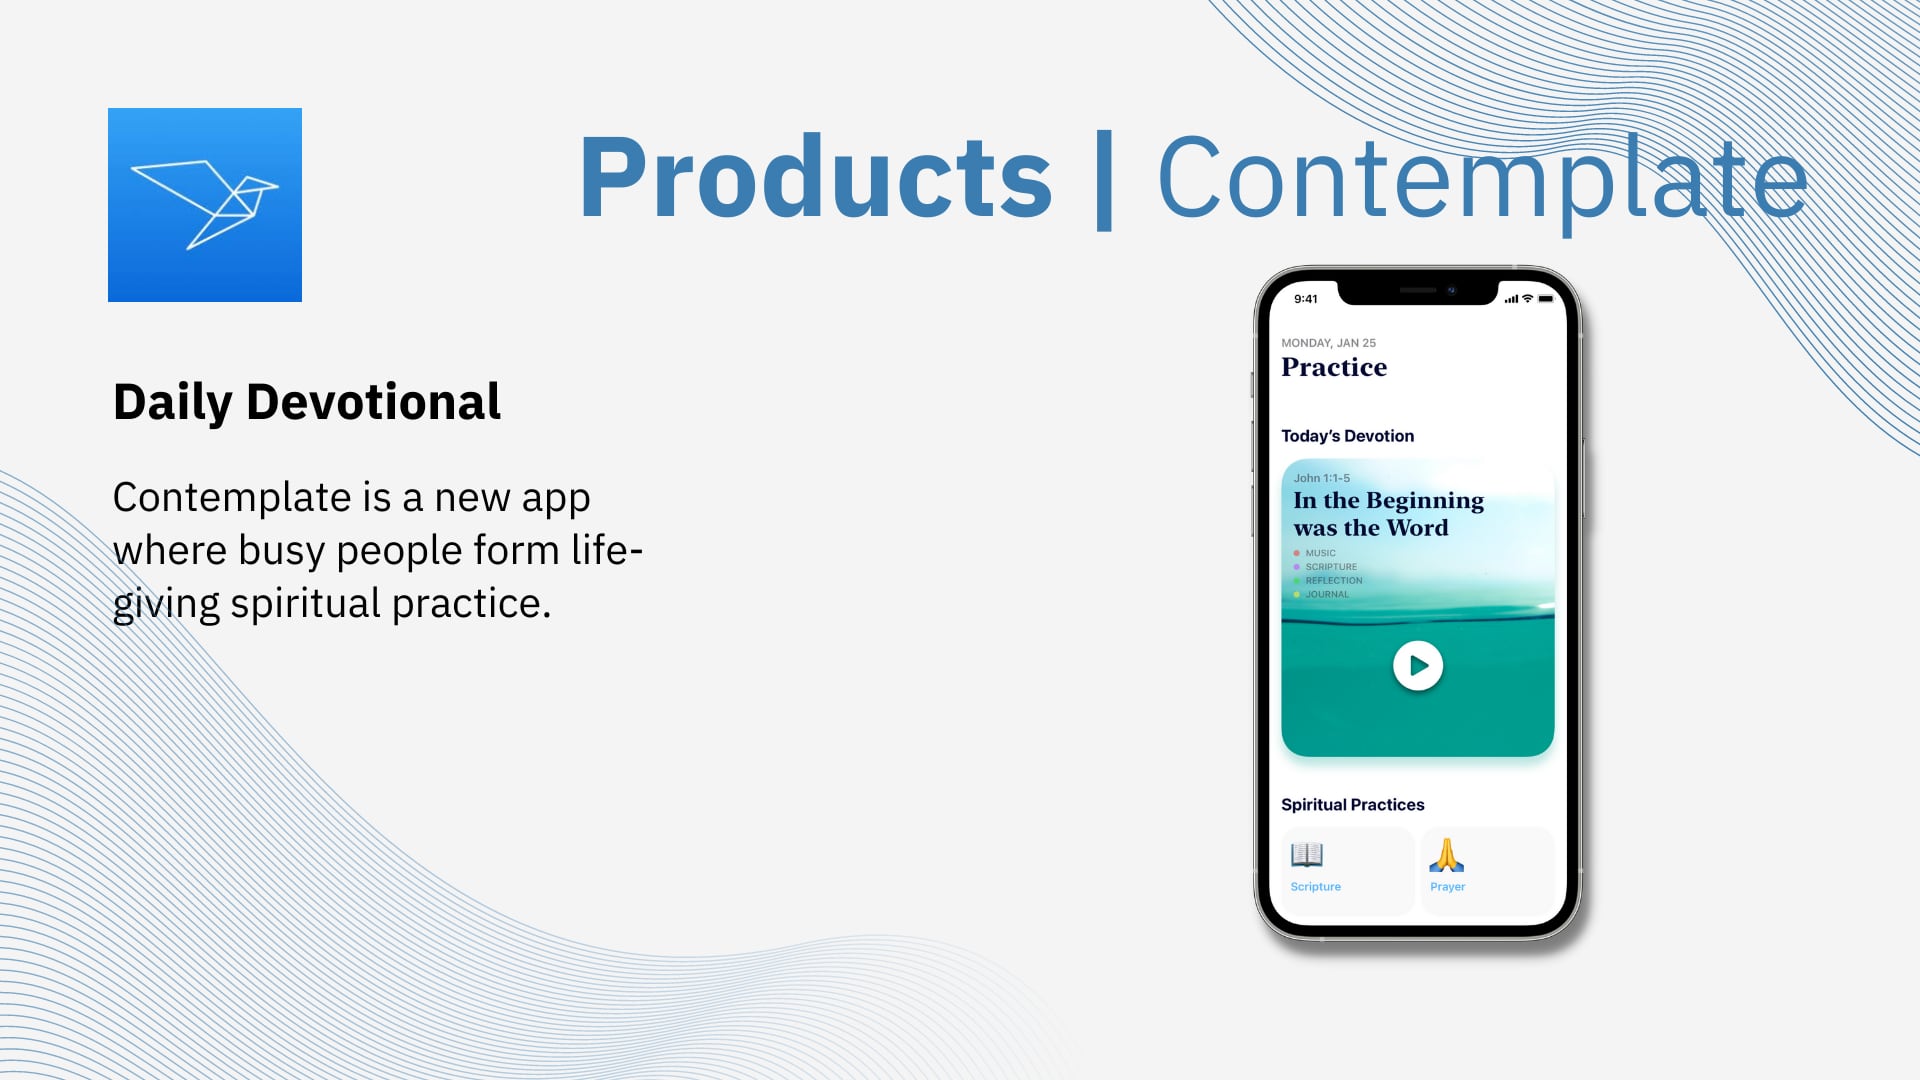 Products | Contemplate
Daily Devotional
Contemplate is a new app
where busy people form life-
giving spiritual practice.
9:41
MONDAY, JAN 25
Practice
Today’s Devotion
John 1:1-5
In the Beginning
was the Word
MUSIC
SCRIPTURE
REFLECTION
JOURNAL
Spiritual Practices
Scripture
Prayer